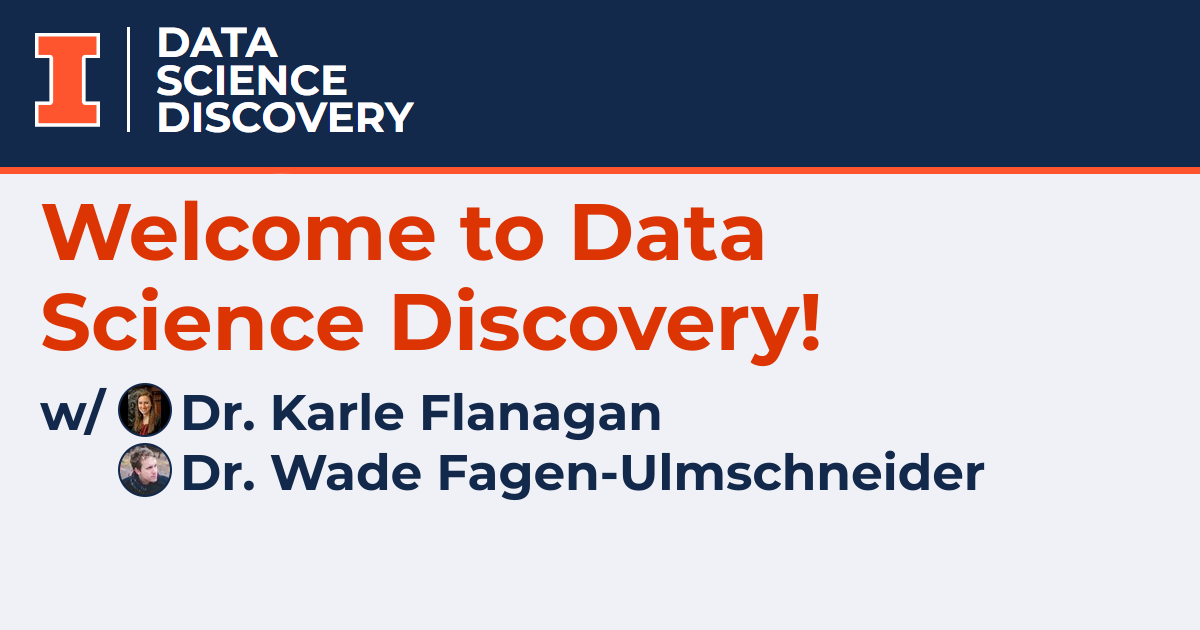 I
DATA
SCIENCE
DISCOVERY
Welcome to Data
Science Discovery!
w/ Dr. Karle Flanagan
Dr. Wade Fagen-Ulmschneider